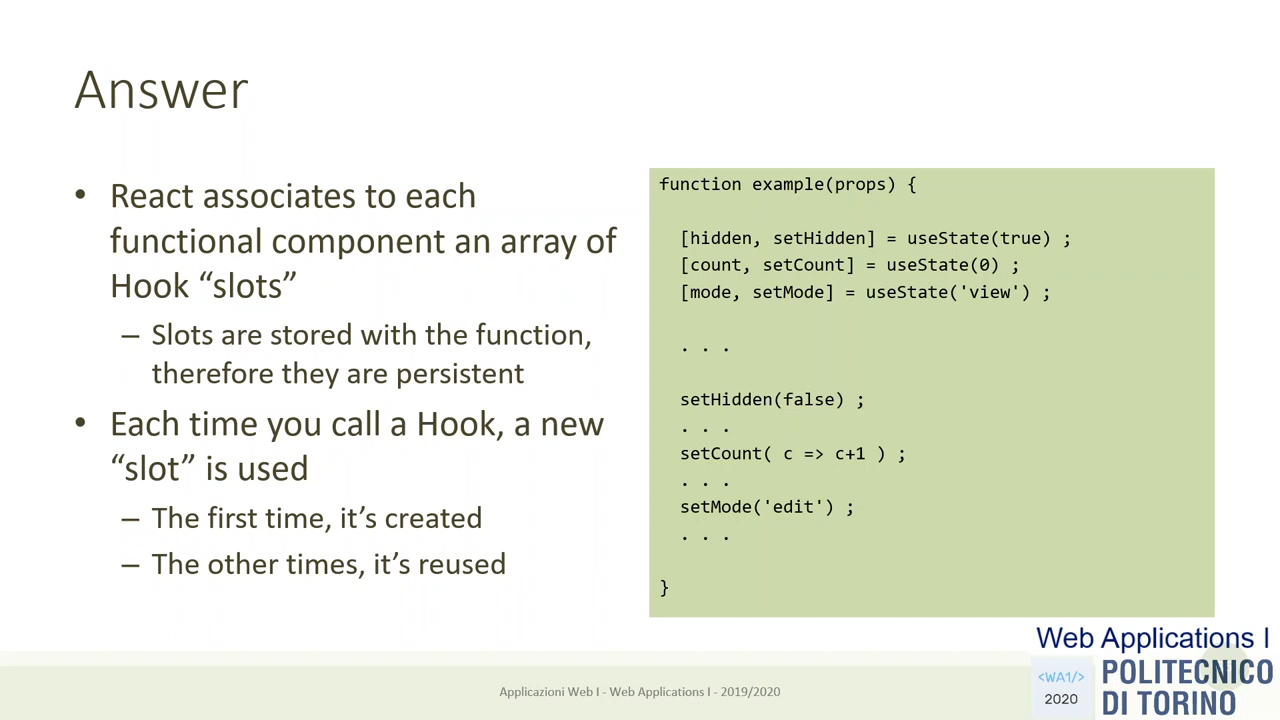 Answer
• React associates to each
functional component an array of
Hook “slots”
– Slots are stored with the function,
therefore they are persistent
• Each time you call a Hook, a new
“slot” is used
– The first time, it’s created
– The other times, it’s reused
function example(props) {
[hidden, setHidden] = useState(true) ;
[count, setCount] = useState(0) ;
[mode, setMode] = useState('view') ;
. . .
setHidden(false) ;
. . .
setCount( c => c+1 ) ;
. . .
setMode('edit') ;
. . .
}
Applicazioni Web I - Web Applications I - 2019/2020
Web Applications I
<WA1/>
2020
POLITECNICO
DI TORINO